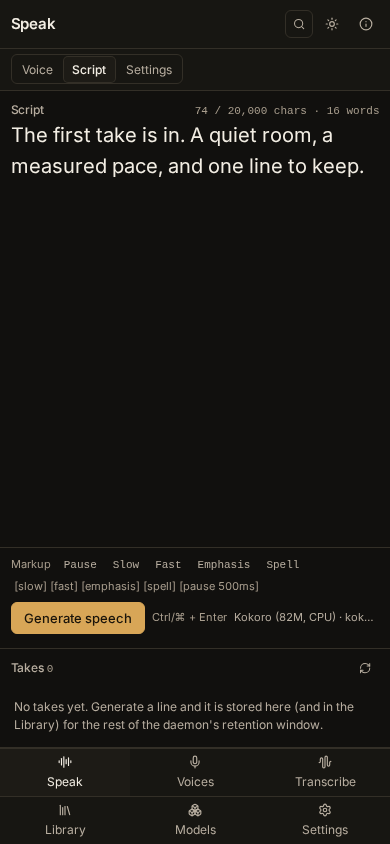 Speak
Voice Script Settings
Script 74 / 20,000 chars · 16 words
The first take is in. A quiet room, a
measured pace, and one line to keep.
Markup Pause Slow Fast Emphasis Spell
[slow] [fast] [emphasis] [spell] [pause 500ms]
Generate speech Ctrl/⌘ + Enter Kokoro (82M, CPU) · kok...
Takes 0
No takes yet. Generate a line and it is stored here (and in the
Library) for the rest of the daemon's retention window.
Speak Voices Transcribe
Library Models Settings